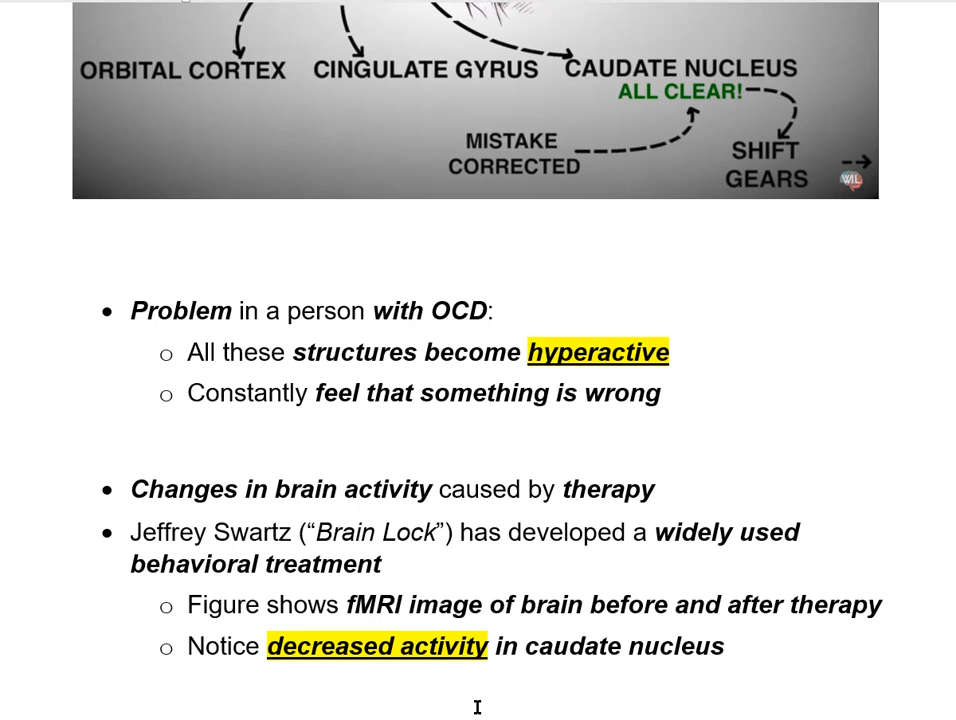 ORBITAL CORTEX CINGULATE GYRUS CAUDATE NUCLEUS
ALL CLEAR!
MISTAKE
CORRECTED
SHIFT
GEARS
WIL
• Problem in a person with OCD:
o All these structures become hyperactive
o Constantly feel that something is wrong
• Changes in brain activity caused by therapy
• Jeffrey Swartz (“Brain Lock”) has developed a widely used
behavioral treatment
o Figure shows fMRI image of brain before and after therapy
o Notice decreased activity in caudate nucleus